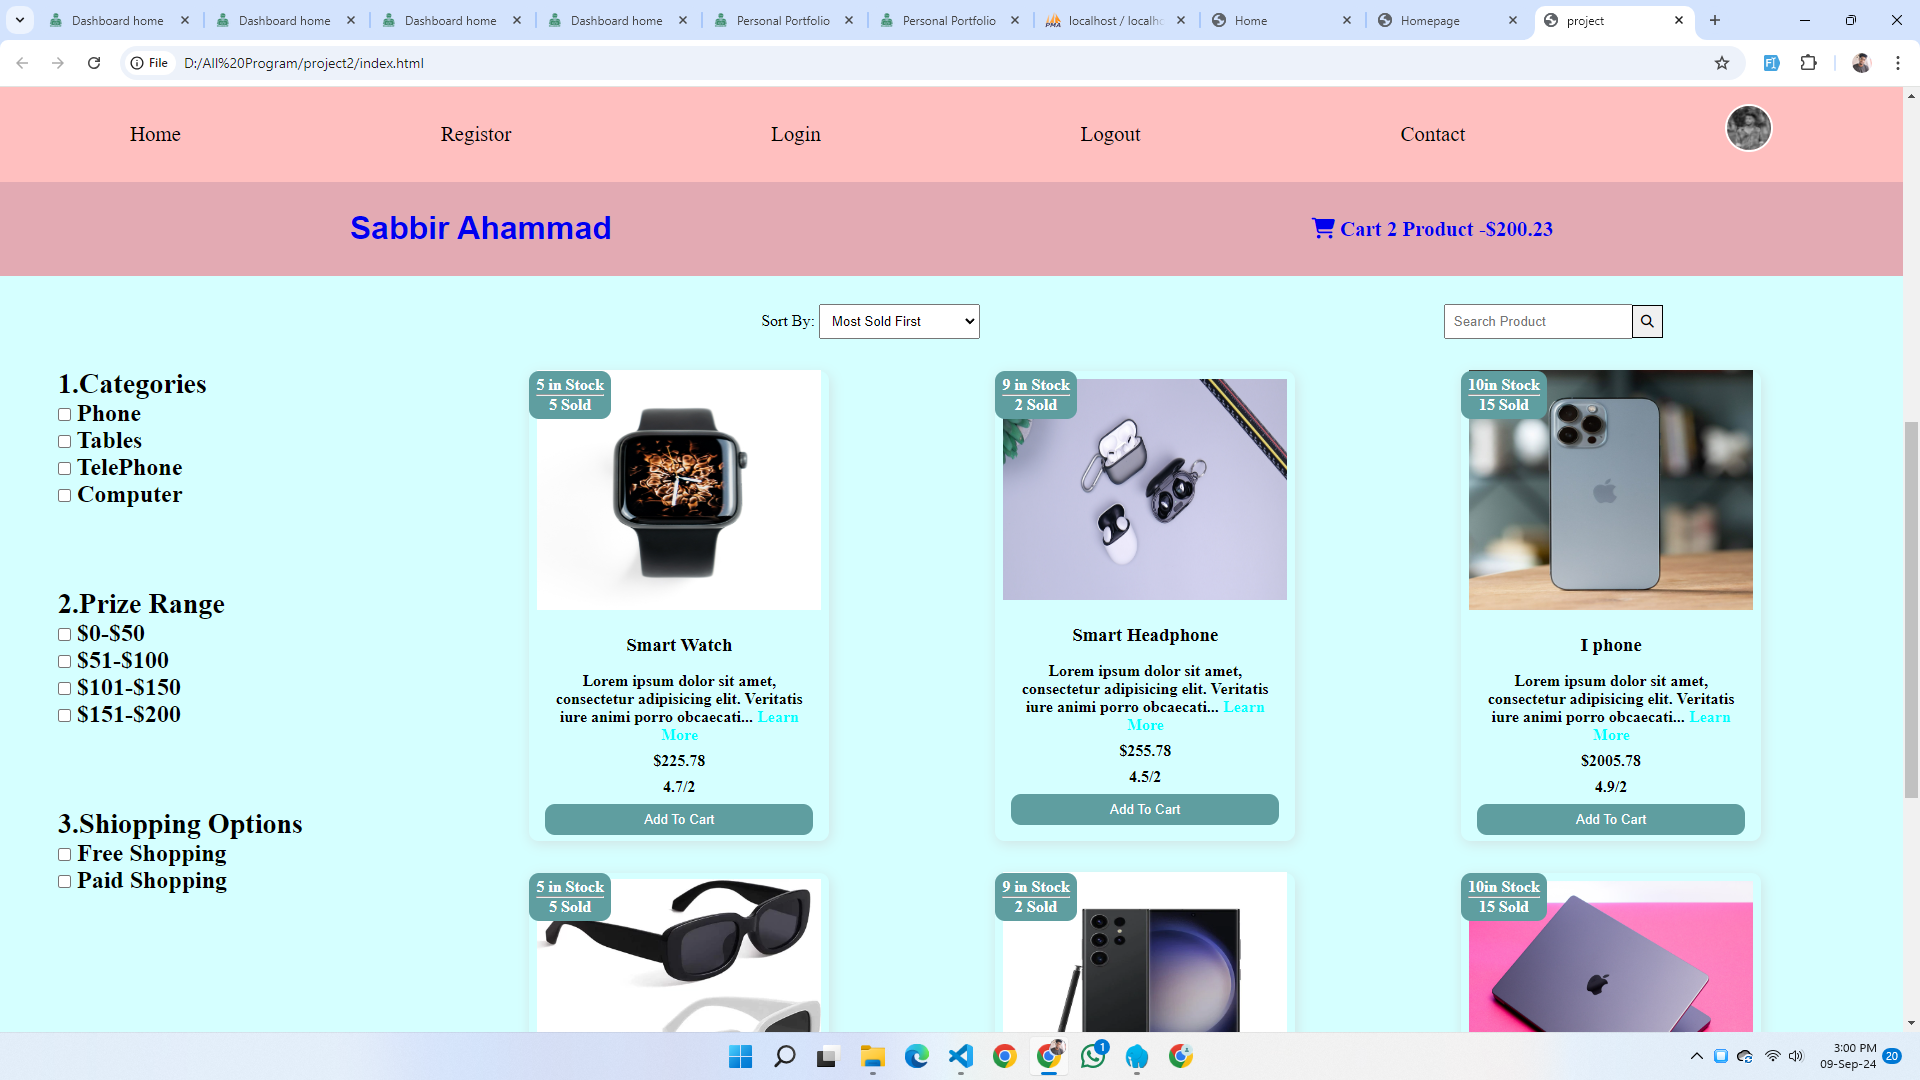 Dashboard home
Dashboard home
Dashboard home
Dashboard home
Personal Portfolio
Personal Portfolio
localhost / localho
Home
Homepage
project
File
D:/All%20Program/project2/index.html
Home
Registor
Login
Logout
Contact
Sabbir Ahammad
Cart 2 Product -$200.23
Sort By:
Most Sold First
Search Product
1.Categories
Phone
Tables
TelePhone
Computer
2.Prize Range
$0-$50
$51-$100
$101-$150
$151-$200
3.Shiopping Options
Free Shopping
Paid Shopping
5 in Stock
5 Sold
Smart Watch
Lorem ipsum dolor sit amet,
consectetur adipisicing elit. Veritatis
iure animi porro obcaecati... Learn
More
$225.78
4.7/2
Add To Cart
9 in Stock
2 Sold
Smart Headphone
Lorem ipsum dolor sit amet,
consectetur adipisicing elit. Veritatis
iure animi porro obcaecati... Learn
More
$255.78
4.5/2
Add To Cart
10in Stock
15 Sold
I phone
Lorem ipsum dolor sit amet,
consectetur adipisicing elit. Veritatis
iure animi porro obcaecati... Learn
More
$2005.78
4.9/2
Add To Cart
5 in Stock
5 Sold
9 in Stock
2 Sold
10in Stock
15 Sold
1
3:00 PM
09-Sep-24
20